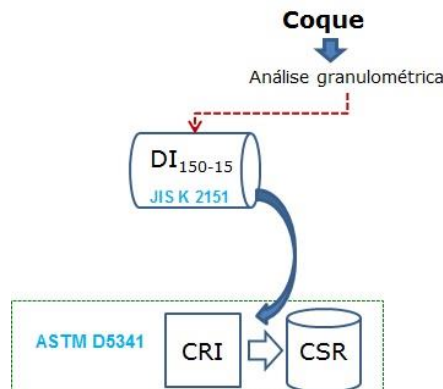 Coque
Análise granulométrica
DI150-15
JIS K 2151
ASTM D5341
CRI
CSR